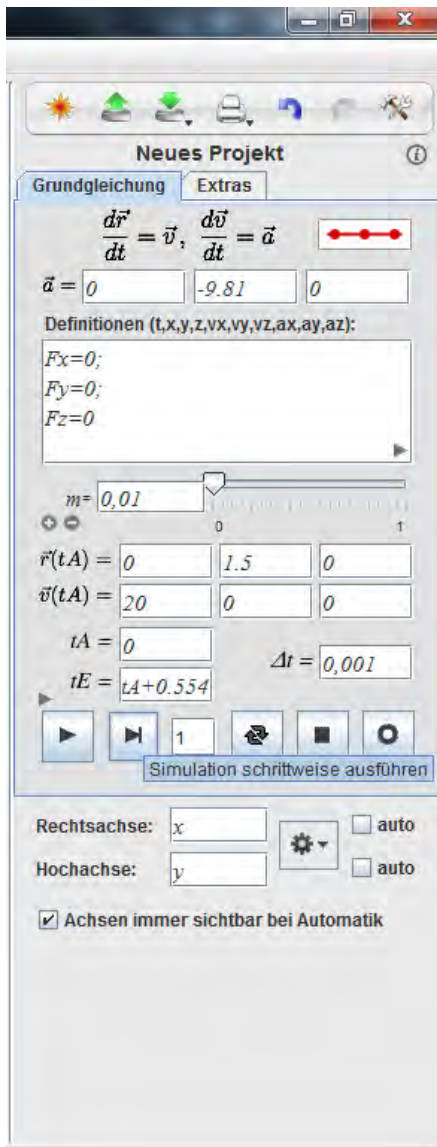 Neues Projekt
Grundgleichung Extras
dr⃗/dt = v⃗, dv⃗/dt = a⃗
a⃗ = 0 -9.81 0
Definitionen (t,x,y,z,vx,vy,vz,ax,ay,az):
Fx=0;
Fy=0;
Fz=0
m= 0,01
0 1
r⃗(tA) = 0 1.5 0
v⃗(tA) = 20 0 0
tA = 0
Δt = 0,001
tE = tA+0.554
1
Simulation schrittweise ausführen
Rechtsachse: x auto
Hochachse: y auto
Achsen immer sichtbar bei Automatik